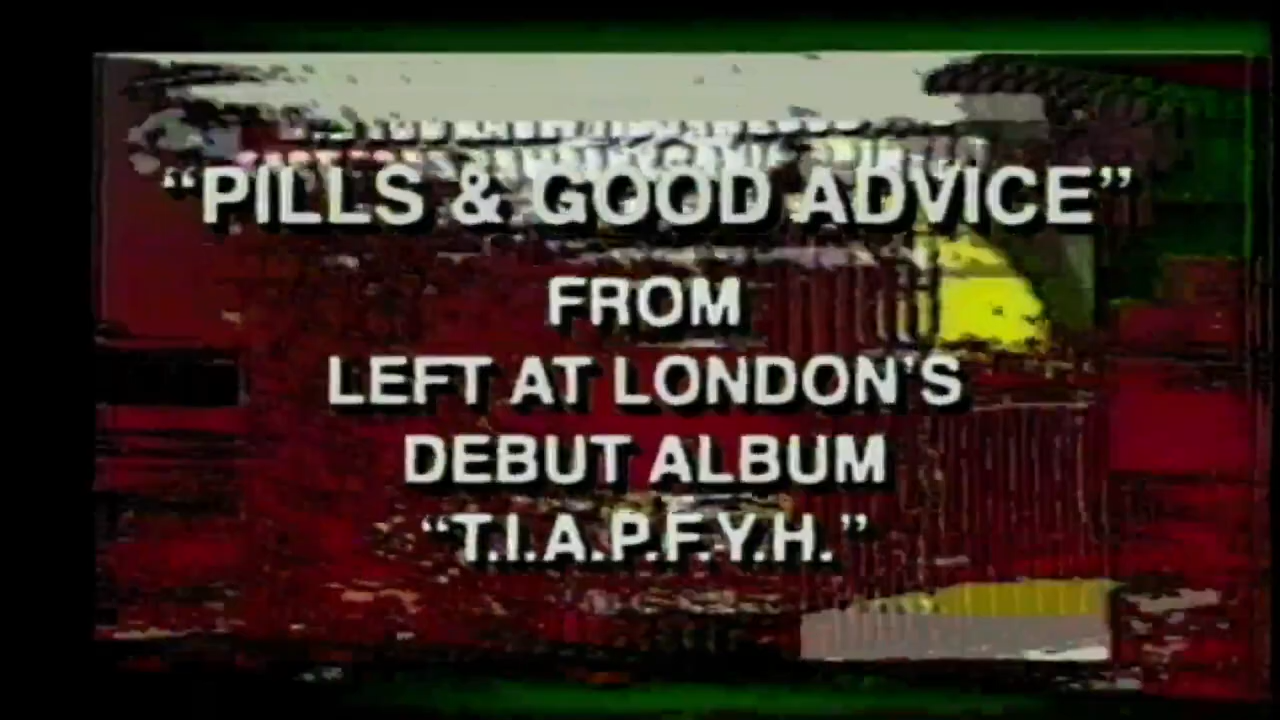 “PILLS & GOOD ADVICE”
FROM
LEFT AT LONDON'S
DEBUT ALBUM
“T.I.A.P.F.Y.H.”